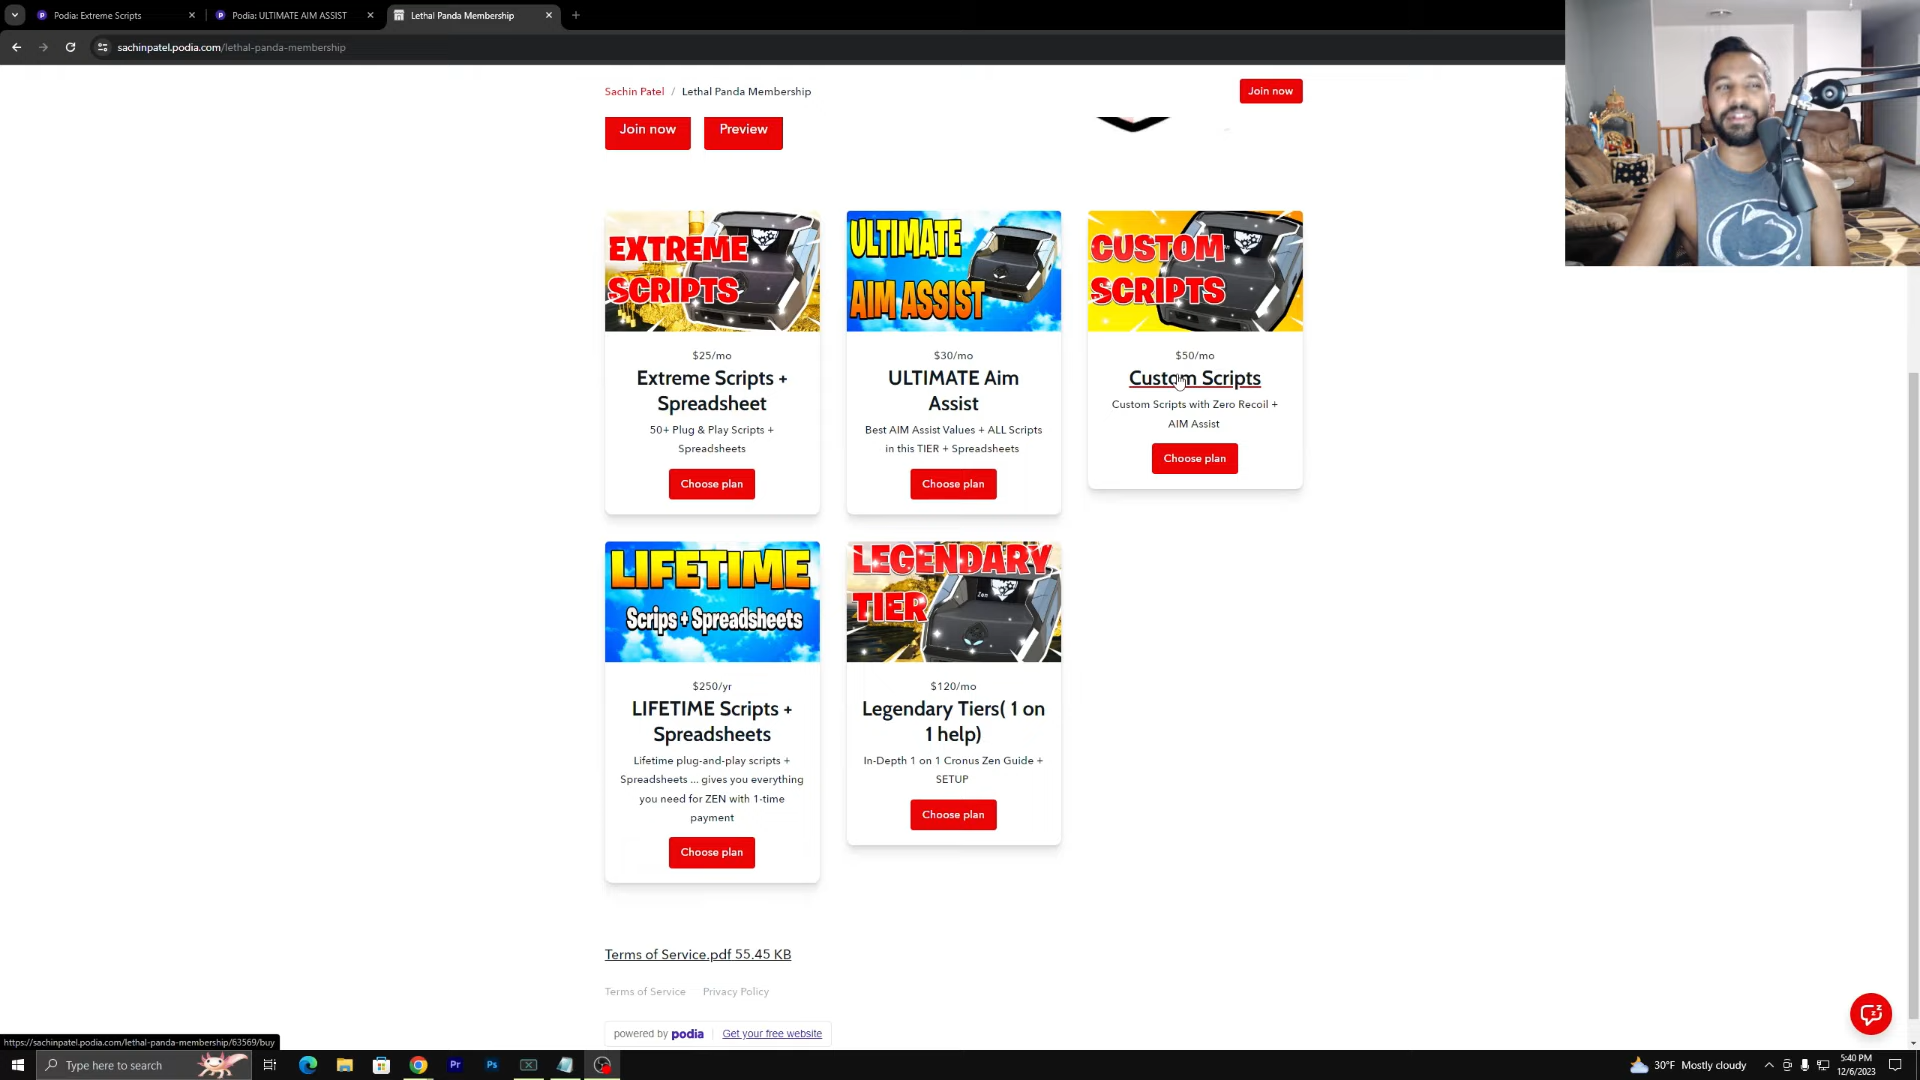 Podia: Extreme Scripts
Podia: ULTIMATE AIM ASSIST
Lethal Panda Membership
sachinpatel.podia.com/lethal-panda-membership
Sachin Patel / Lethal Panda Membership
Join now
Join now
Preview
EXTREME
SCRIPTS
$25/mo
Extreme Scripts +
Spreadsheet
50+ Plug & Play Scripts +
Spreadsheets
Choose plan
ULTIMATE
AIM ASSIST
$30/mo
ULTIMATE Aim
Assist
Best AIM Assist Values + ALL Scripts
in this TIER + Spreadsheets
Choose plan
CUSTOM
SCRIPTS
$50/mo
Custom Scripts
Custom Scripts with Zero Recoil +
AIM Assist
Choose plan
LIFETIME
Scrips + Spreadsheets
$250/yr
LIFETIME Scripts +
Spreadsheets
Lifetime plug-and-play scripts +
Spreadsheets ... gives you everything
you need for ZEN with 1-time
payment
Choose plan
LEGENDARY
TIER
Zen
$120/mo
Legendary Tiers( 1 on
1 help)
In-Depth 1 on 1 Cronus Zen Guide +
SETUP
Choose plan
Terms of Service.pdf 55.45 KB
Terms of Service
Privacy Policy
powered by podia
Get your free website
https://sachinpatel.podia.com/lethal-panda-membership/63569/buy
Type here to search
Pr
Ps
30°F Mostly cloudy
5:40 PM
12/6/2023